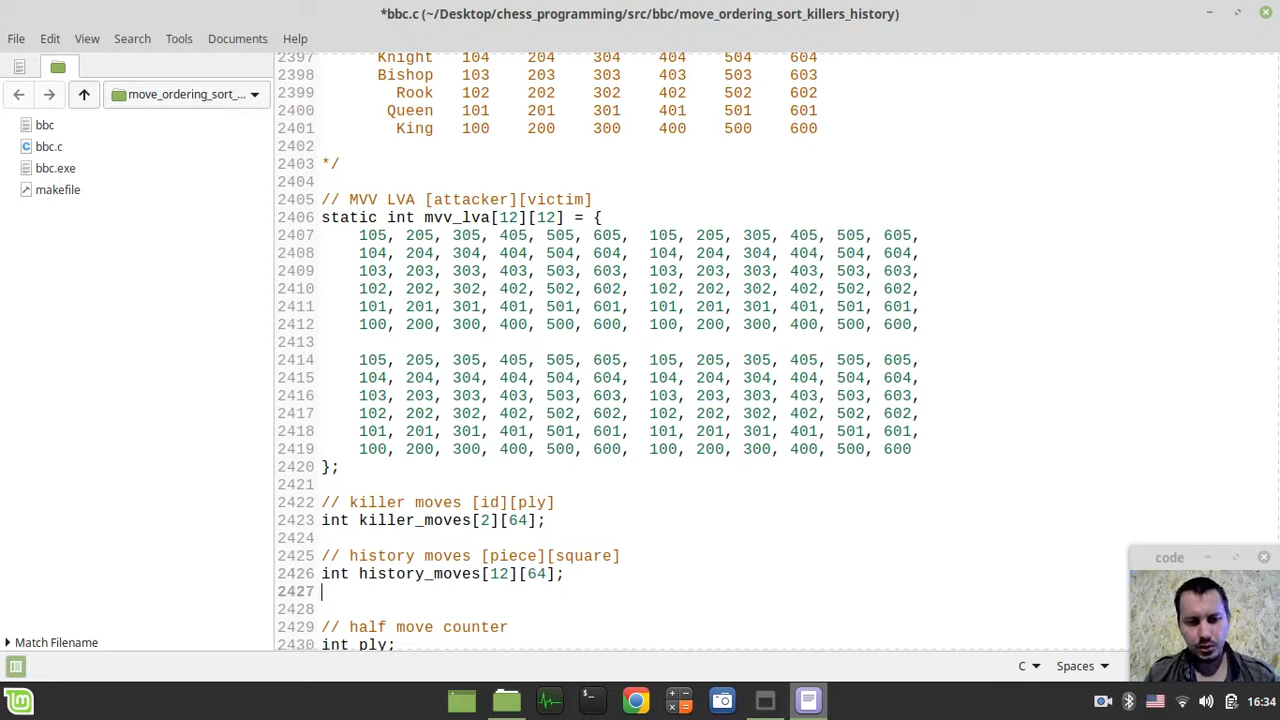 *bbc.c (~/Desktop/chess_programming/src/bbc/move_ordering_sort_killers_history)
File Edit View Search Tools Documents Help
move_ordering_sort_...
bbc
bbc.c
bbc.exe
makefile
2397 Knight 104 204 304 404 504 604
2398 Bishop 103 203 303 403 503 603
2399 Rook 102 202 302 402 502 602
2400 Queen 101 201 301 401 501 601
2401 King 100 200 300 400 500 600
2402
2403 */
2404
2405 // MVV LVA [attacker][victim]
2406 static int mvv_lva[12][12] = {
2407 105, 205, 305, 405, 505, 605, 105, 205, 305, 405, 505, 605,
2408 104, 204, 304, 404, 504, 604, 104, 204, 304, 404, 504, 604,
2409 103, 203, 303, 403, 503, 603, 103, 203, 303, 403, 503, 603,
2410 102, 202, 302, 402, 502, 602, 102, 202, 302, 402, 502, 602,
2411 101, 201, 301, 401, 501, 601, 101, 201, 301, 401, 501, 601,
2412 100, 200, 300, 400, 500, 600, 100, 200, 300, 400, 500, 600,
2413
2414 105, 205, 305, 405, 505, 605, 105, 205, 305, 405, 505, 605,
2415 104, 204, 304, 404, 504, 604, 104, 204, 304, 404, 504, 604,
2416 103, 203, 303, 403, 503, 603, 103, 203, 303, 403, 503, 603,
2417 102, 202, 302, 402, 502, 602, 102, 202, 302, 402, 502, 602,
2418 101, 201, 301, 401, 501, 601, 101, 201, 301, 401, 501, 601,
2419 100, 200, 300, 400, 500, 600, 100, 200, 300, 400, 500, 600
2420 };
2421
2422 // killer moves [id][ply]
2423 int killer_moves[2][64];
2424
2425 // history moves [piece][square]
2426 int history_moves[12][64];
2427
2428
2429 // half move counter
2430 int ply;
code
Match Filename
C Spaces
16:34